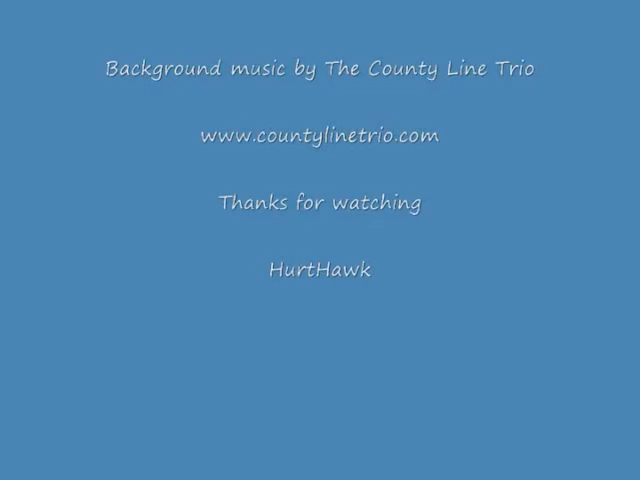 Background music by The County Line Trio
www.countylinetrio.com
Thanks for watching
HurtHawk